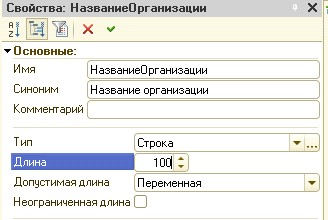 Свойства: НазваниеОрганизации
Основные:
Имя НазваниеОрганизации
Синоним Название организации
Комментарий
Тип Строка
Длина 100
Допустимая длина Переменная
Неограниченная длина